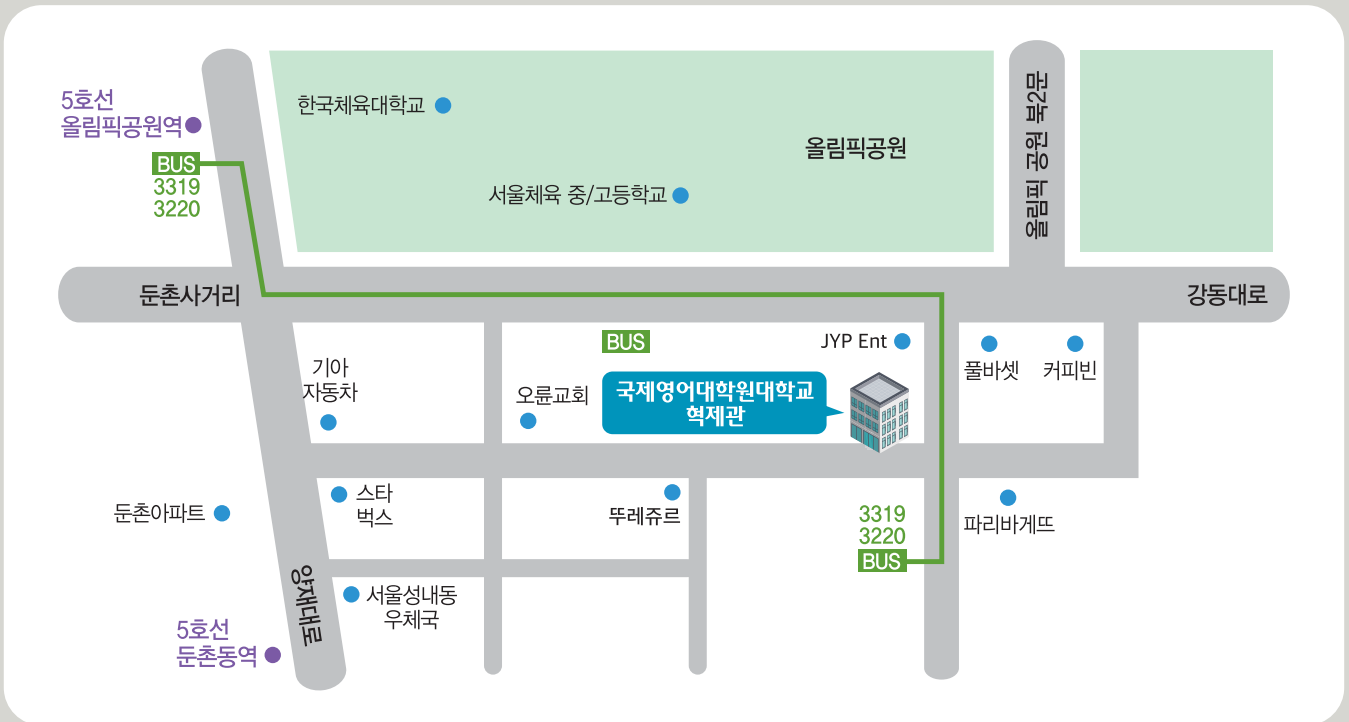 5호선
올림픽공원역
BUS
3319
3220
한국체육대학교
서울체육 중/고등학교
올림픽공원
올림픽 공원 북2문
둔촌사거리
강동대로
기아
자동차
오륜교회
BUS
국제영어대학원대학교
혁제관
JYP Ent
풀바셋
커피빈
둔촌아파트
스타
벅스
뚜레쥬르
3319
3220
BUS
파리바게뜨
양재대로
서울성내동
우체국
5호선
둔촌동역